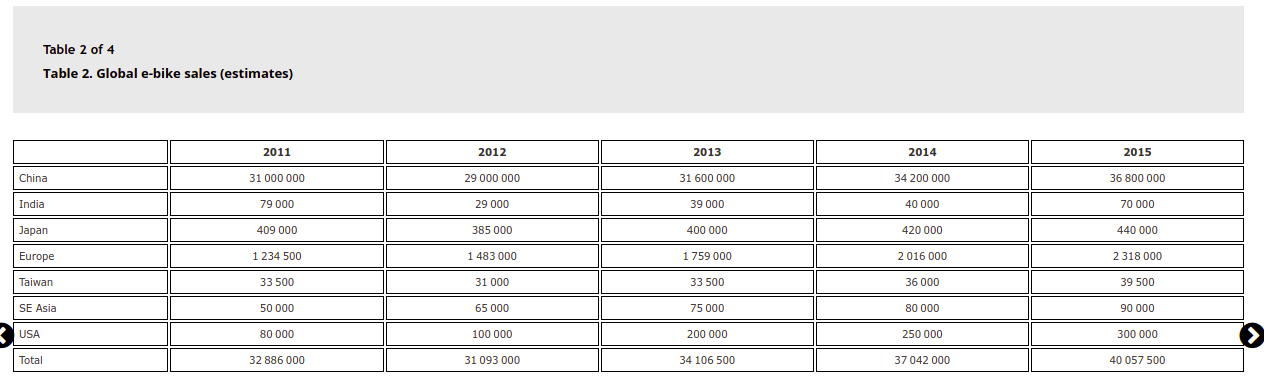 Table 2 of 4
Table 2. Global e-bike sales (estimates)
2011 2012 2013 2014 2015
China 31 000 000 29 000 000 31 600 000 34 200 000 36 800 000
India 79 000 29 000 39 000 40 000 70 000
Japan 409 000 385 000 400 000 420 000 440 000
Europe 1 234 500 1 483 000 1 759 000 2 016 000 2 318 000
Taiwan 33 500 31 000 33 500 36 000 39 500
SE Asia 50 000 65 000 75 000 80 000 90 000
USA 80 000 100 000 200 000 250 000 300 000
Total 32 886 000 31 093 000 34 106 500 37 042 000 40 057 500